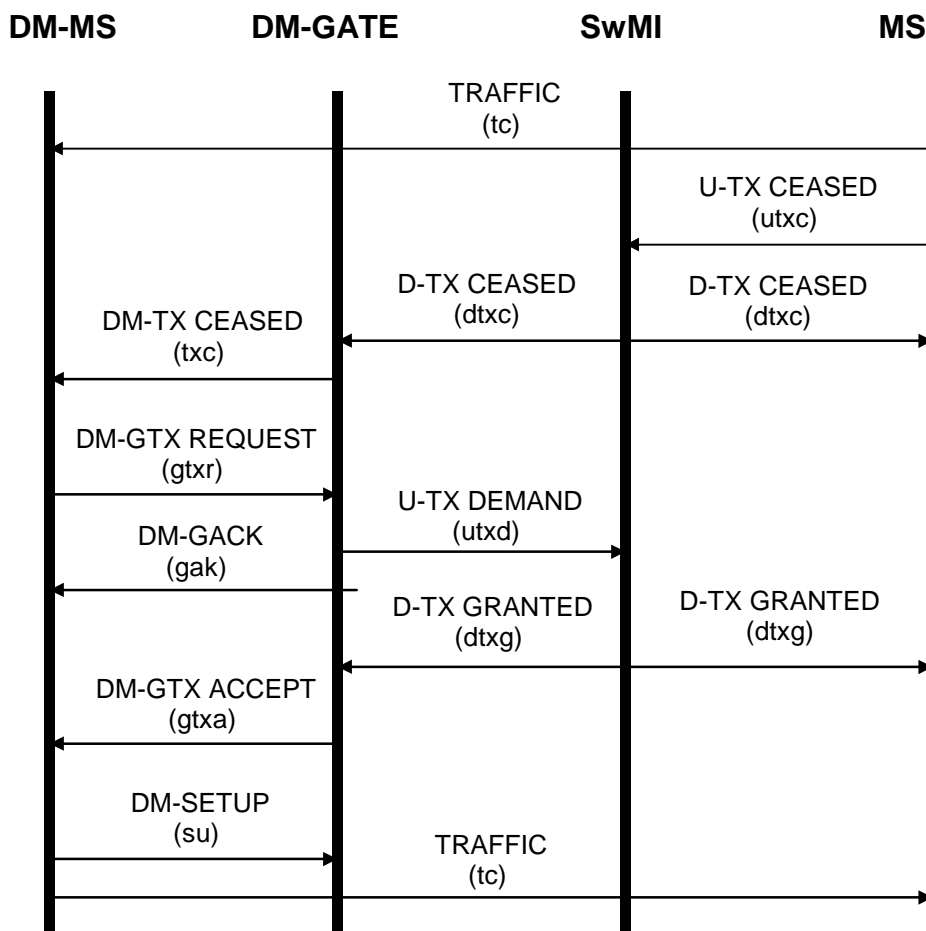 DM-MS DM-GATE SwMI MS
TRAFFIC
(tc)
U-TX CEASED
(utxc)
D-TX CEASED
(dtxc)
D-TX CEASED
(dtxc)
DM-TX CEASED
(txc)
DM-GTX REQUEST
(gtxr)
U-TX DEMAND
(utxd)
DM-GACK
(gak)
D-TX GRANTED
(dtxg)
D-TX GRANTED
(dtxg)
DM-GTX ACCEPT
(gtxa)
DM-SETUP
(su)
TRAFFIC
(tc)